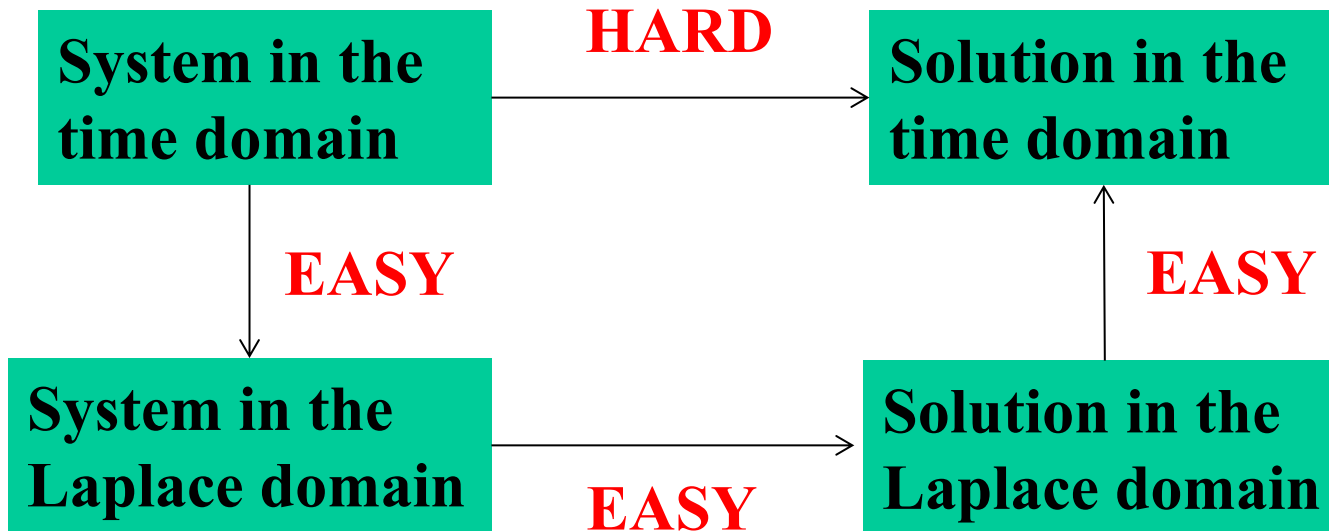 System in the
time domain
HARD
Solution in the
time domain
EASY
EASY
System in the
Laplace domain
EASY
Solution in the
Laplace domain